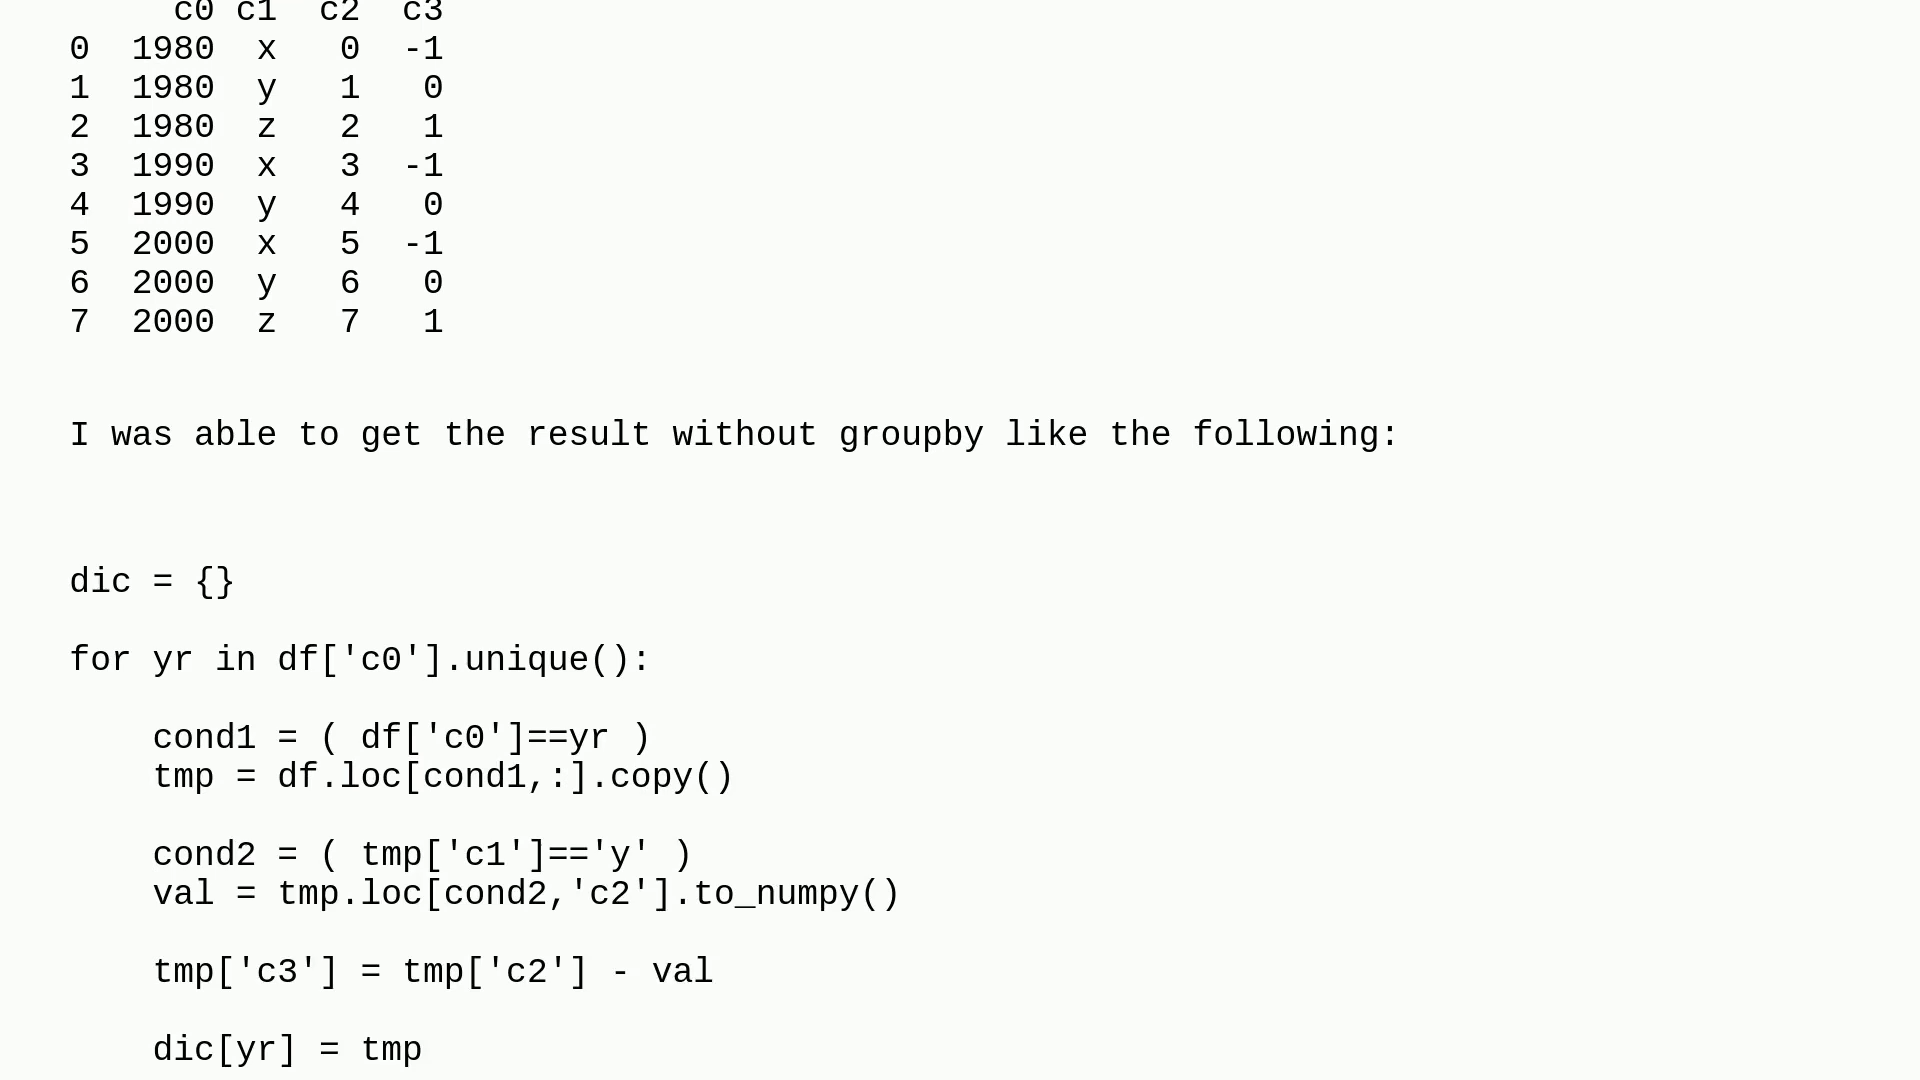 c0 c1  c2  c3
0  1980  x   0  -1
1  1980  y   1   0
2  1980  z   2   1
3  1990  x   3  -1
4  1990  y   4   0
5  2000  x   5  -1
6  2000  y   6   0
7  2000  z   7   1
I was able to get the result without groupby like the following:
dic = {}
for yr in df['c0'].unique():
    cond1 = ( df['c0']==yr )
    tmp = df.loc[cond1,:].copy()
    cond2 = ( tmp['c1']=='y' )
    val = tmp.loc[cond2,'c2'].to_numpy()
    tmp['c3'] = tmp['c2'] - val
    dic[yr] = tmp